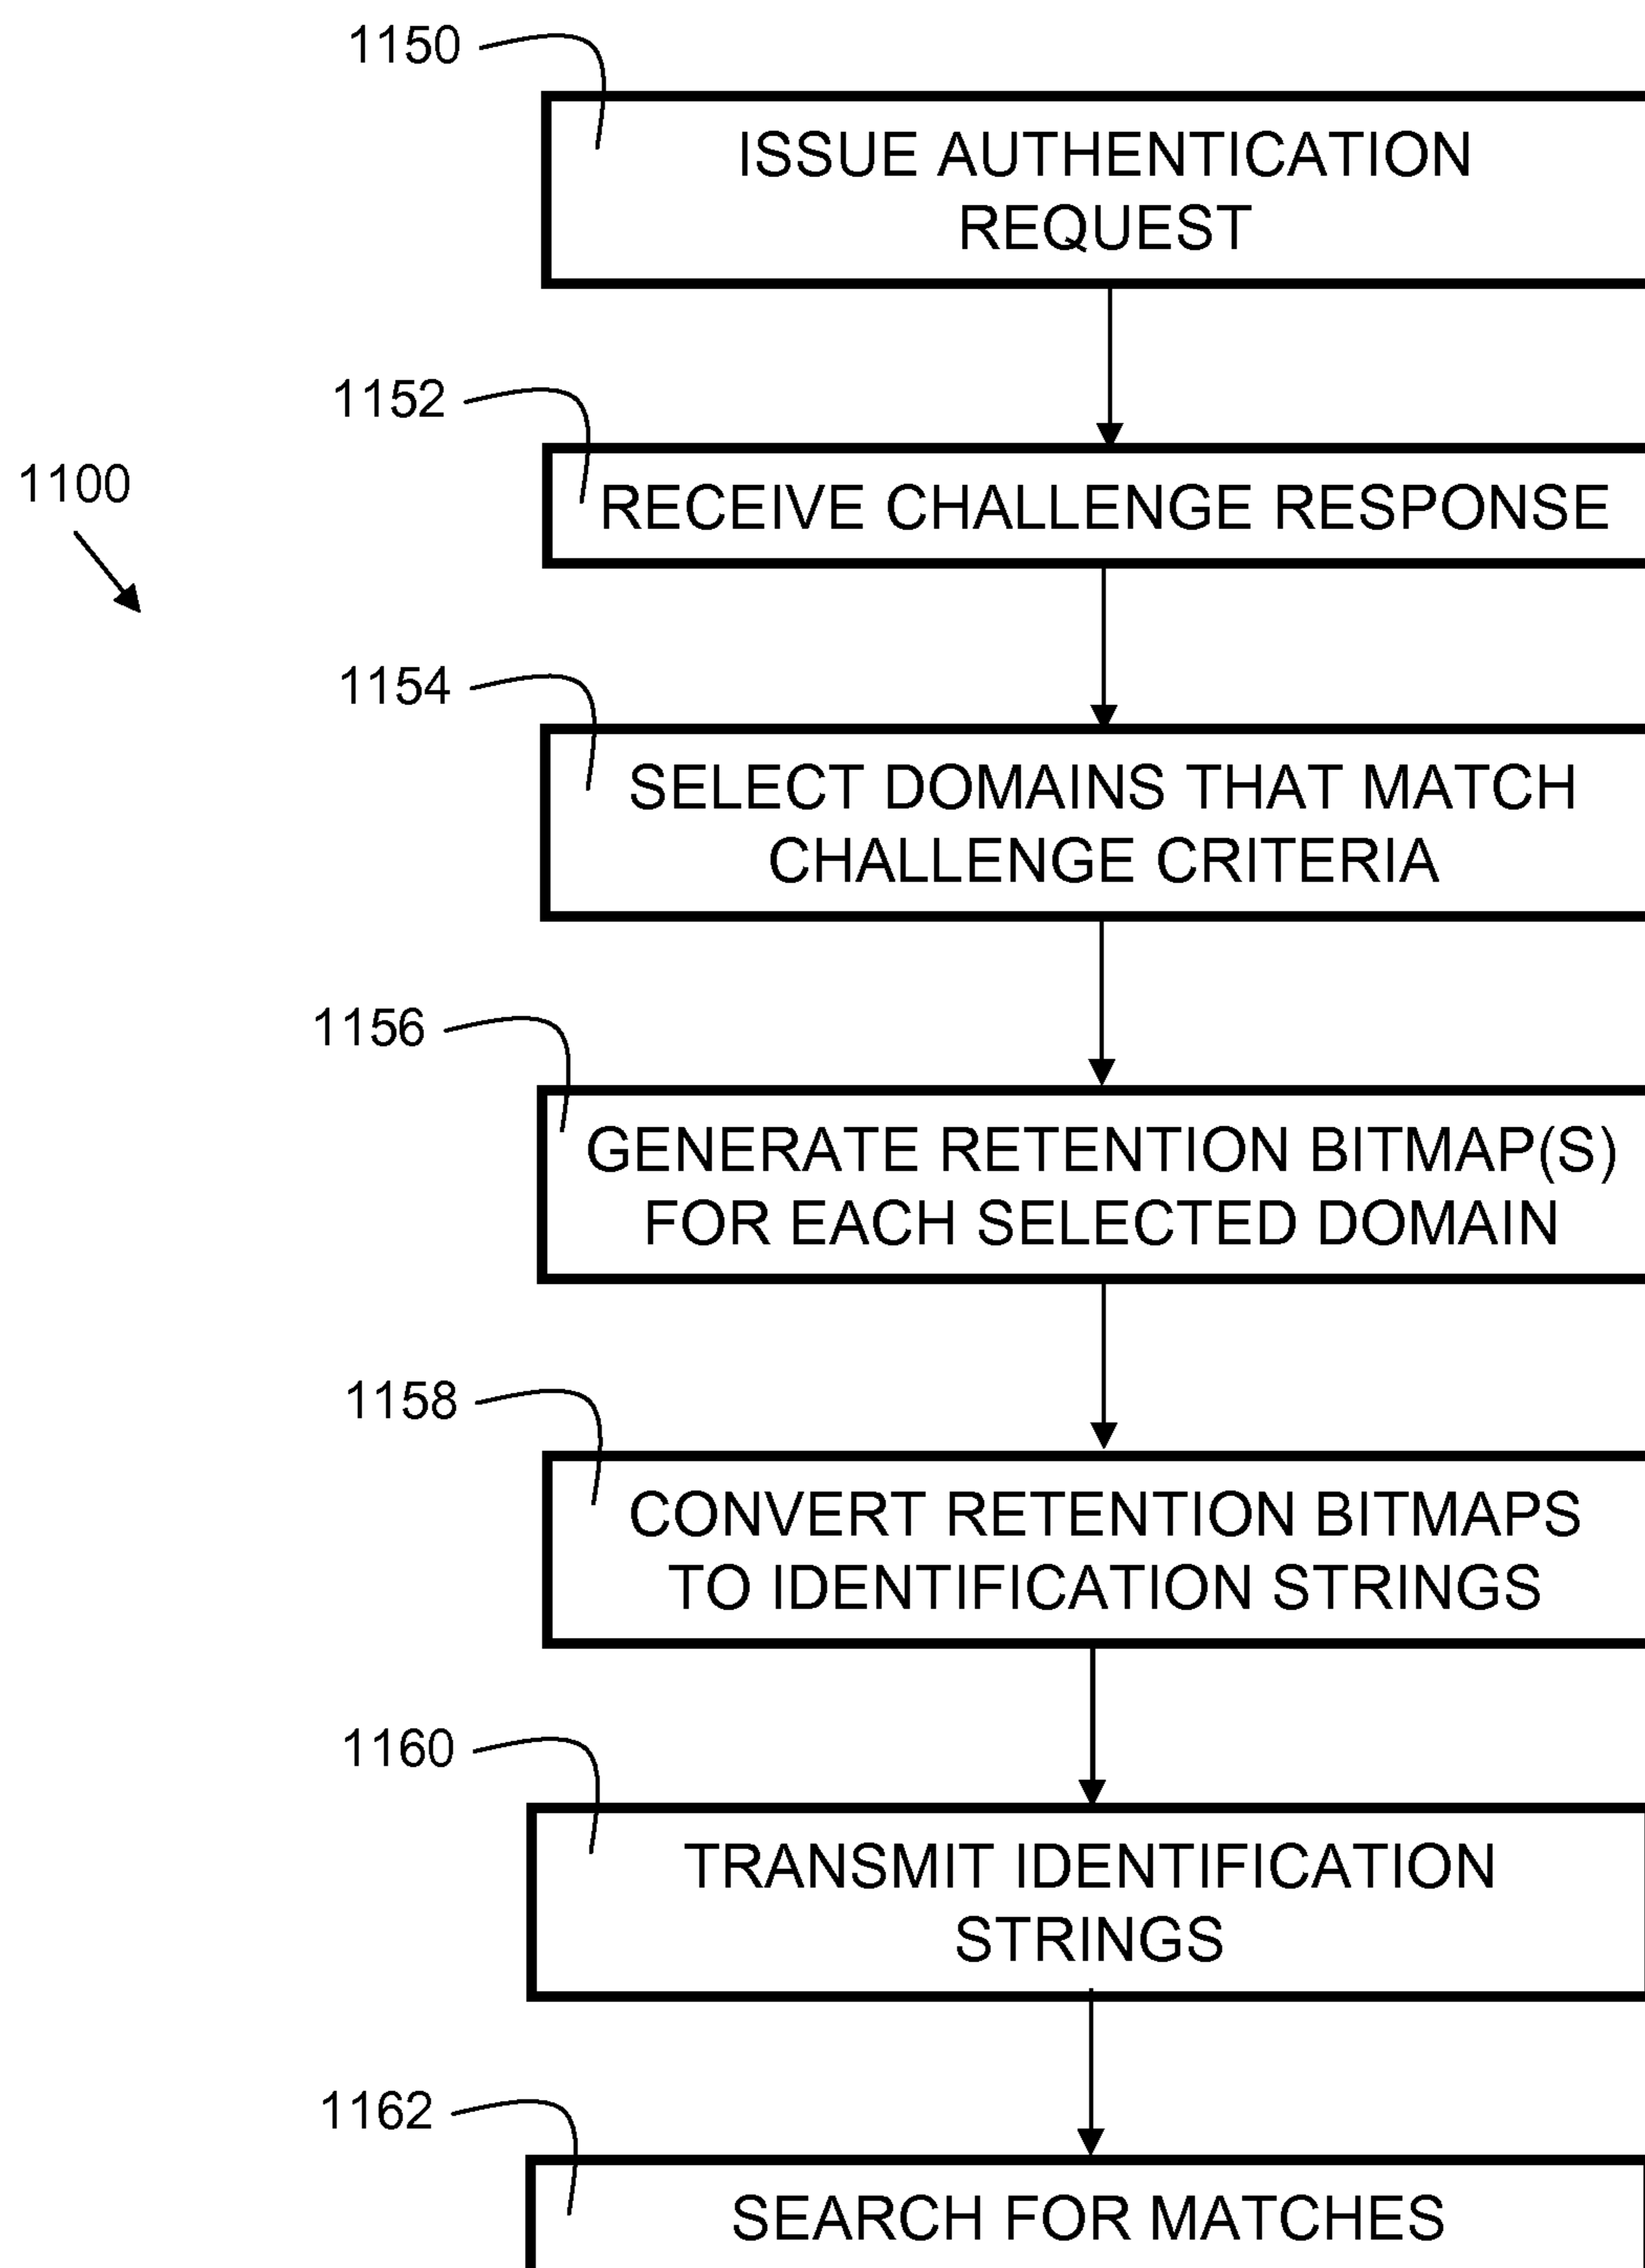 1150
ISSUE AUTHENTICATION
REQUEST
1152
RECEIVE CHALLENGE RESPONSE
1100
1154
SELECT DOMAINS THAT MATCH
CHALLENGE CRITERIA
1156
GENERATE RETENTION BITMAP(S)
FOR EACH SELECTED DOMAIN
1158
CONVERT RETENTION BITMAPS
TO IDENTIFICATION STRINGS
1160
TRANSMIT IDENTIFICATION
STRINGS
1162
SEARCH FOR MATCHES